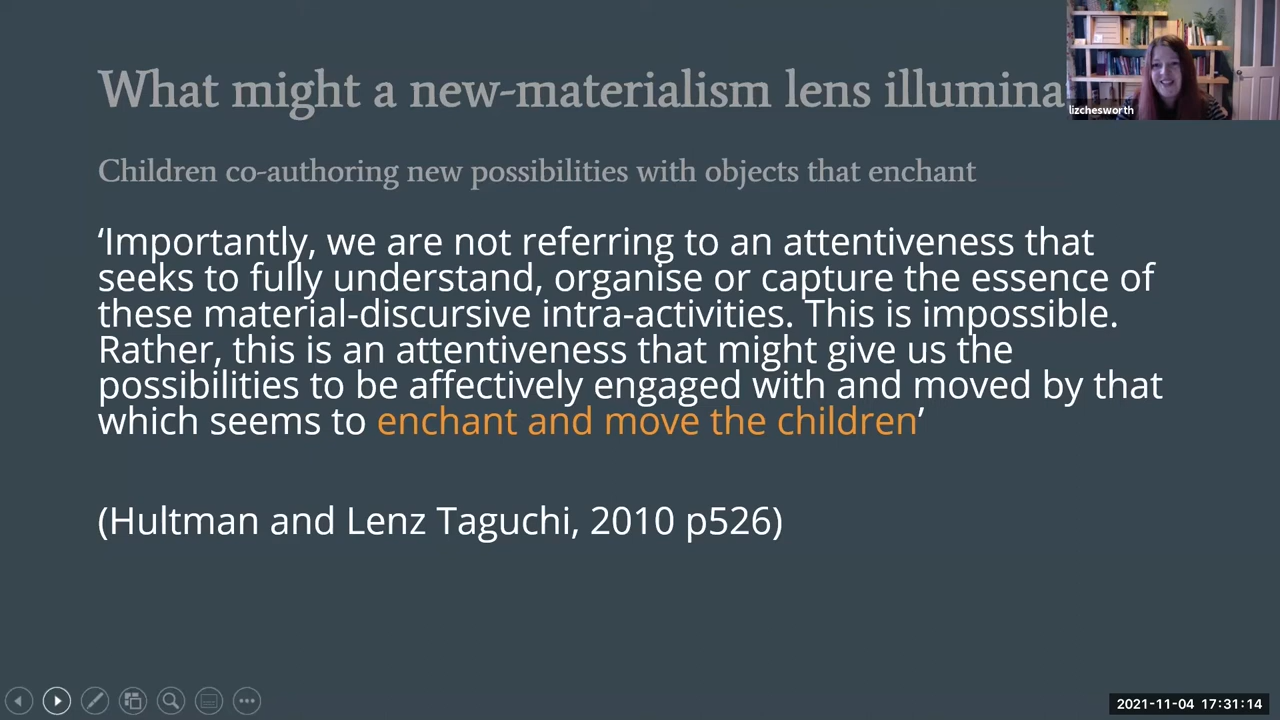 What might a new-materialism lens illumina
lizchesworth
Children co-authoring new possibilities with objects that enchant
‘Importantly, we are not referring to an attentiveness that
seeks to fully understand, organise or capture the essence of
these material-discursive intra-activities. This is impossible.
Rather, this is an attentiveness that might give us the
possibilities to be affectively engaged with and moved by that
which seems to enchant and move the children’
(Hultman and Lenz Taguchi, 2010 p526)
2021-11-04 17:31:14